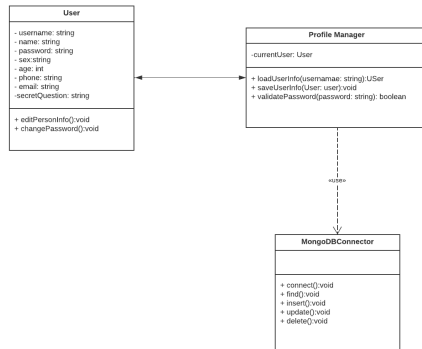 User
- username: string
- name: string
- password: string
- sex:string
- age: int
- phone: string
- email: string
-secretQuestion: string
+ editPersonInfo():void
+ changePassword():void
Profile Manager
-currentUser: User
+ loadUserInfo(usernamae: string):USer
+ saveUserInfo(User: user):void
+ validatePassword(password: string): boolean
«use»
MongoDBConnector
+ connect():void
+ find():void
+ insert():void
+ update():void
+ delete():void